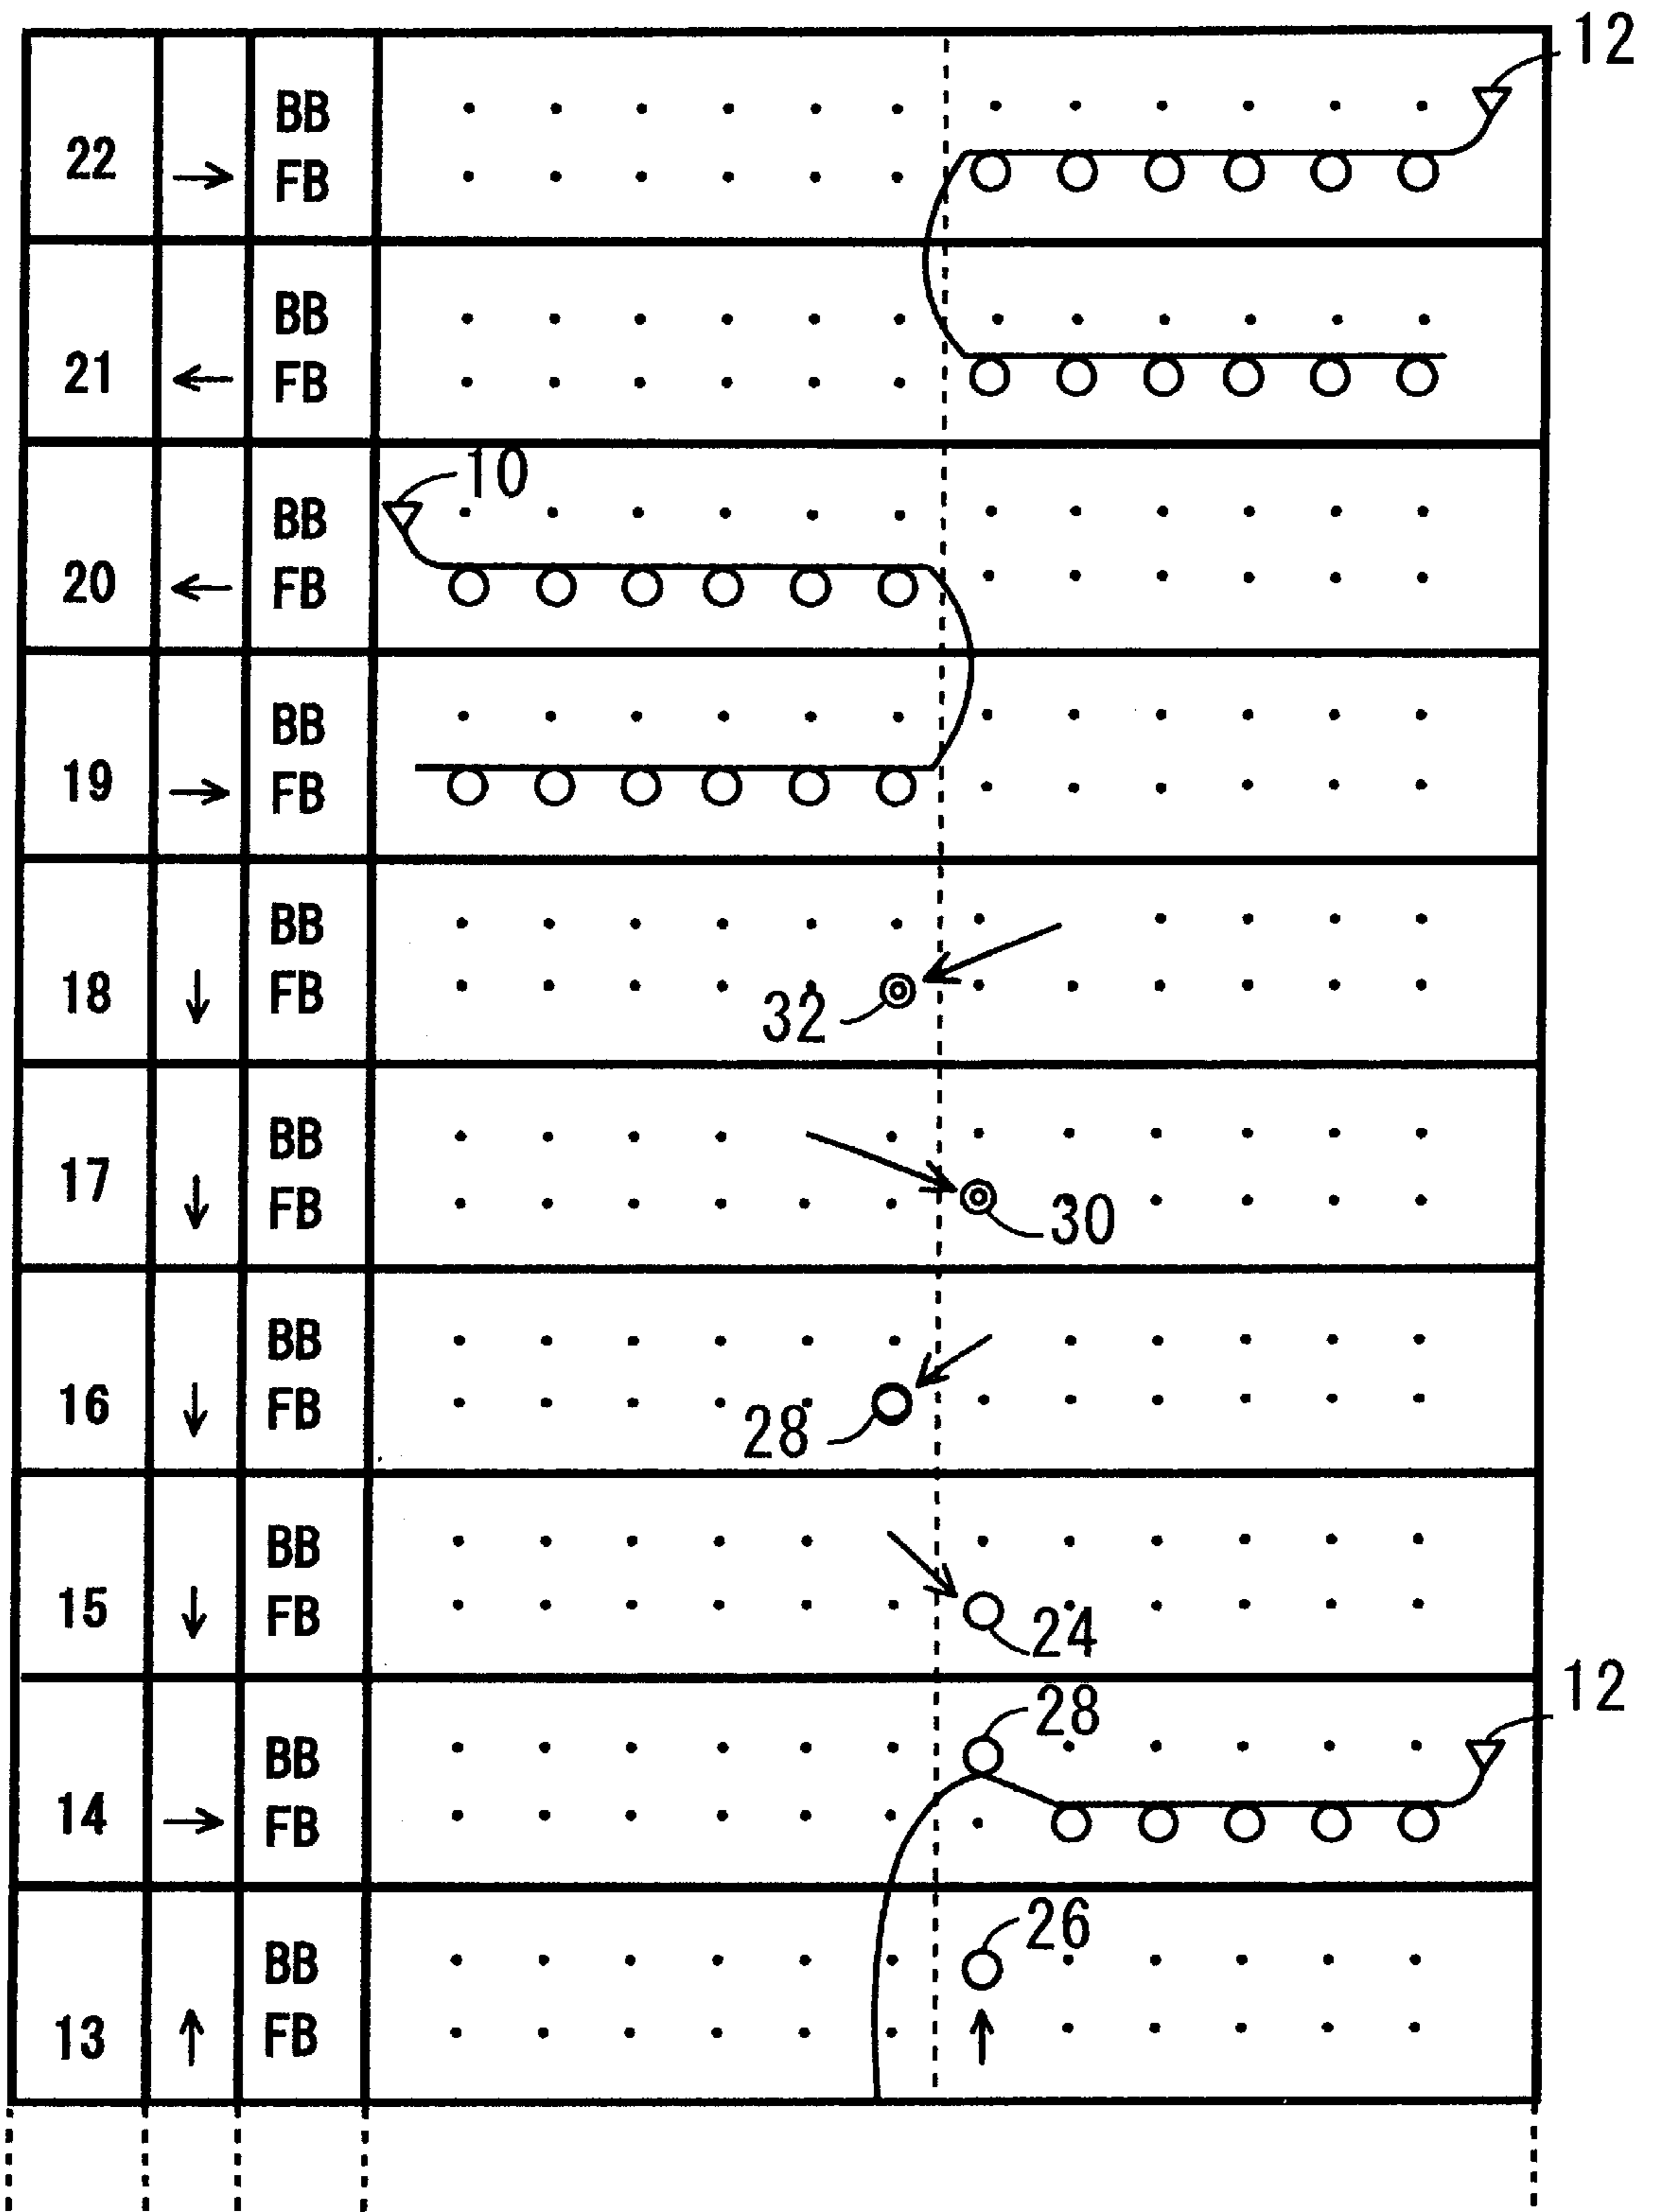 12
22 → BB
FB
21 ← BB
FB
10
20 ← BB
FB
19 → BB
FB
18 ↓ BB
FB
32
17 ↓ BB
FB
30
16 ↓ BB
FB
28
15 ↓ BB
FB
24
12
28
14 → BB
FB
26
13 ↑ BB
FB